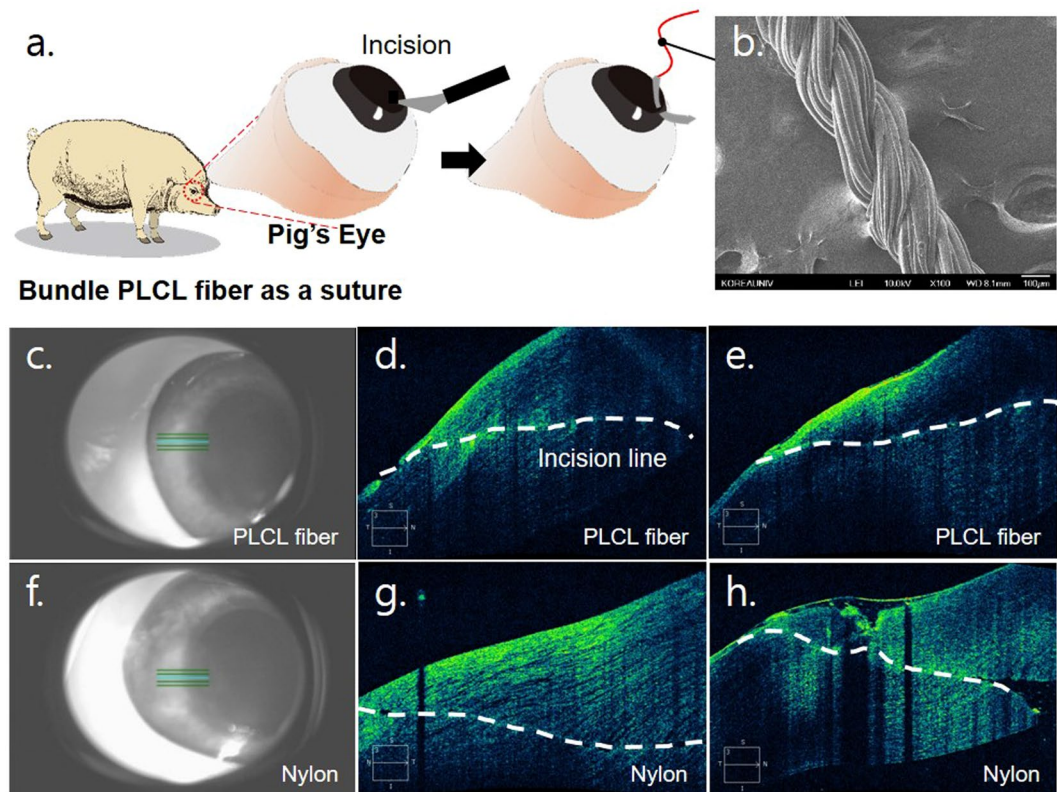 a.
Incision
Pig's Eye
Bundle PLCL fiber as a suture
b.
KOREAUNIV LEI 10.0kV X100 WD 8.1mm 100μm
c.
PLCL fiber
d.
Incision line
PLCL fiber
e.
PLCL fiber
f.
Nylon
g.
Nylon
h.
Nylon